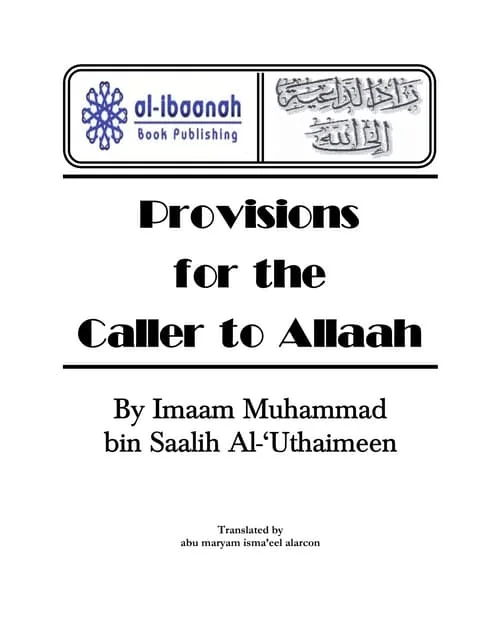 al-ibaanah
Book Publishing
زاد الداعية
إلى الله
Provisions
for the
Caller to Allaah
By Imaam Muhammad
bin Saalih Al-‘Uthaimeen
Translated by
abu maryam isma'eel alarcon